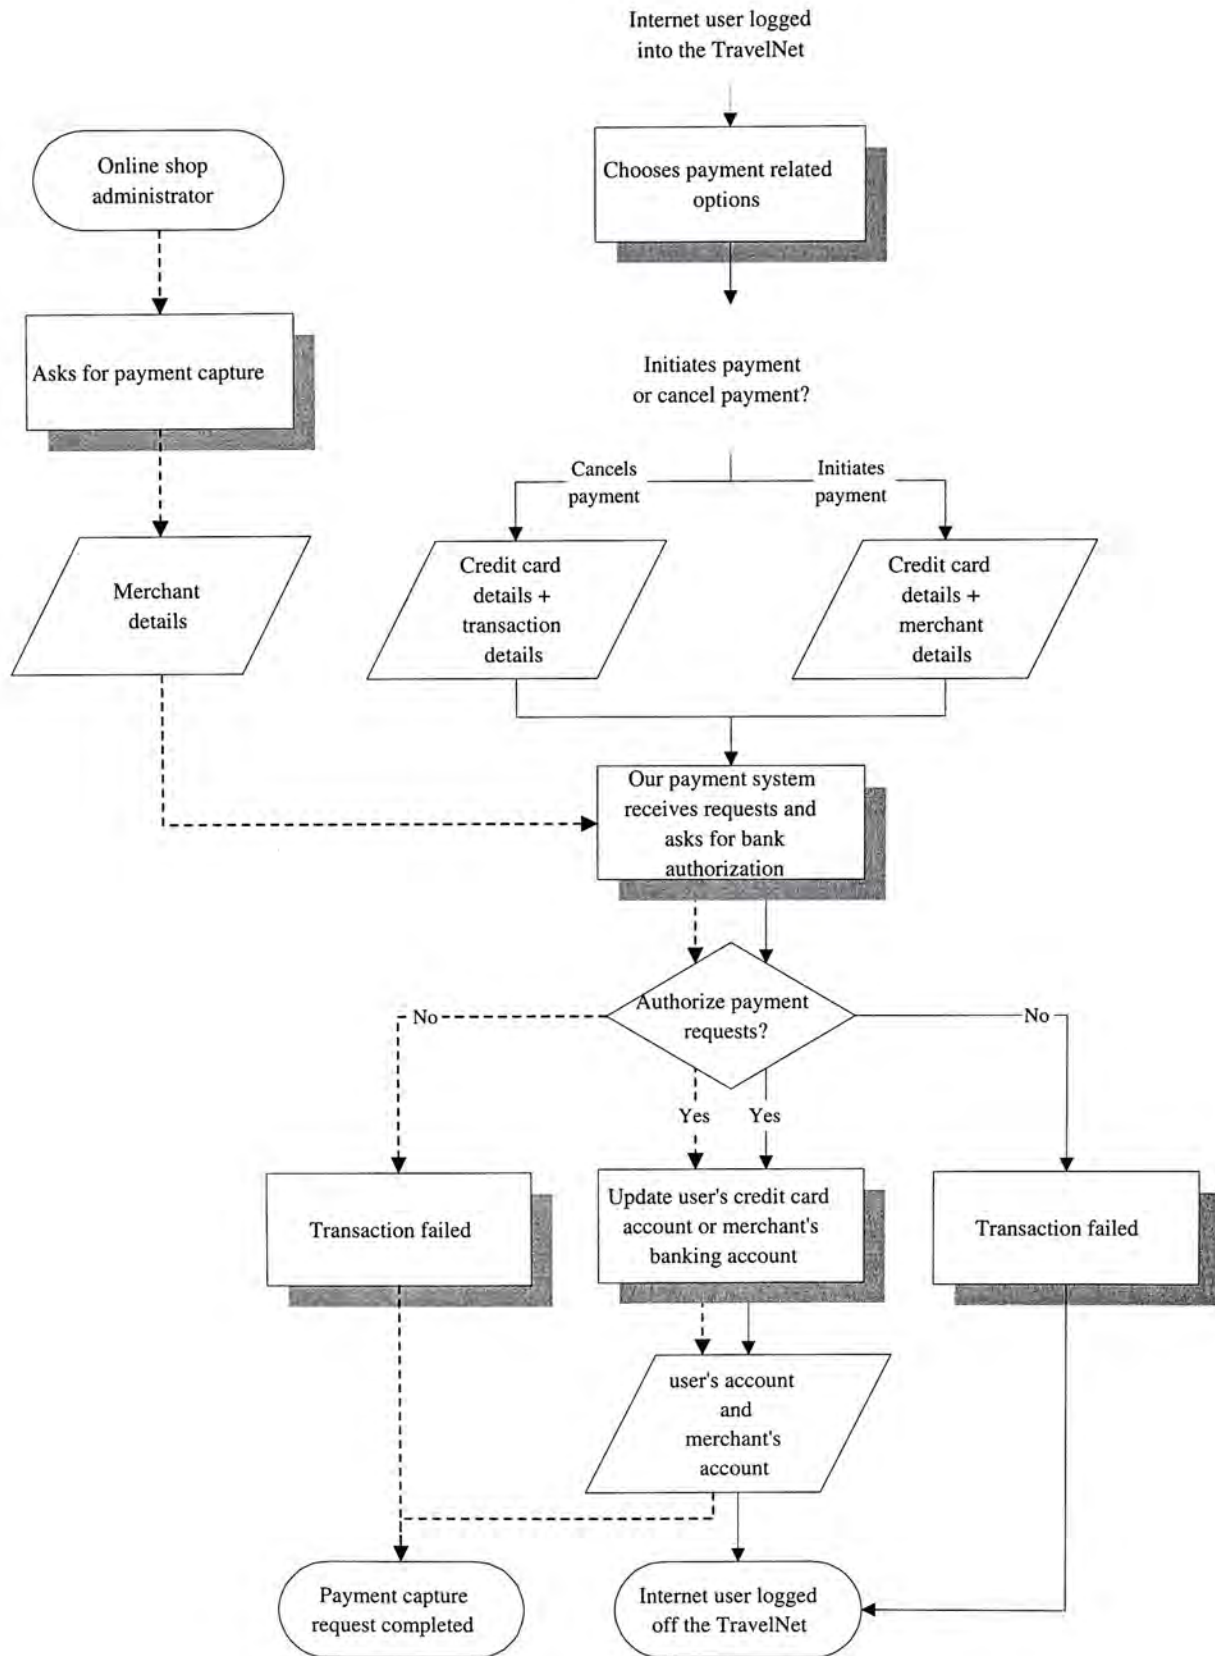 Internet user logged
into the TravelNet
Online shop
administrator
Chooses payment related
options
Asks for payment capture
Initiates payment
or cancel payment?
Cancels
payment
Initiates
payment
Merchant
details
Credit card
details +
transaction
details
Credit card
details +
merchant
details
Our payment system
receives requests and
asks for bank
authorization
Authorize payment
requests?
No
No
Yes
Yes
Transaction failed
Update user's credit card
account or merchant's
banking account
Transaction failed
user's account
and
merchant's
account
Payment capture
request completed
Internet user logged
off the TravelNet